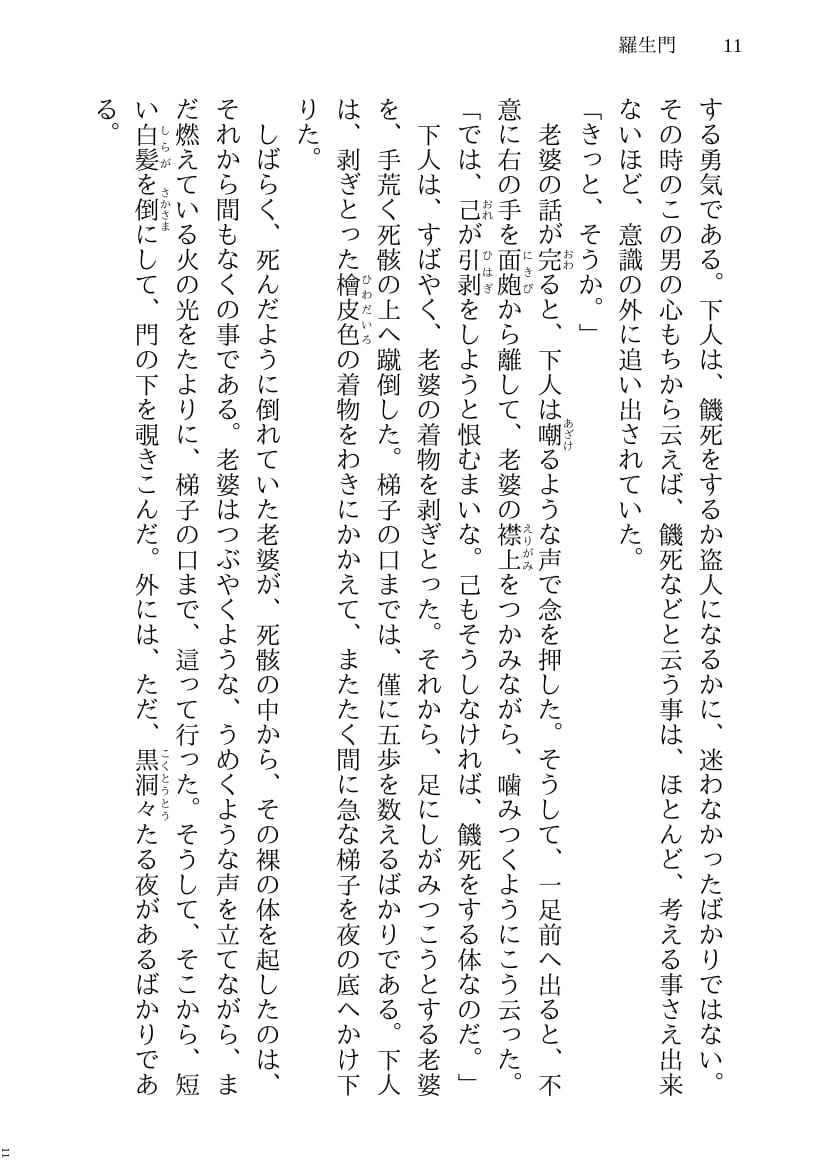 羅生門 11
する勇気である。下人は、饑死をするか盗人になるかに、迷わなかったばかりではない。
その時のこの男の心もちから云えば、饑死などと云う事は、ほとんど、考える事さえ出来
ないほど、意識の外に追い出されていた。
「きっと、そうか。」
老婆の話が完ると、下人は嘲るような声で念を押した。そうして、一足前へ出ると、不
意に右の手を面皰から離して、老婆の襟上をつかみながら、噛みつくようにこう云った。
「では、己が引剥をしようと恨むまいな。己もそうしなければ、饑死をする体なのだ。」
下人は、すばやく、老婆の着物を剥ぎとった。それから、足にしがみつこうとする老婆
を、手荒く死骸の上へ蹴倒した。梯子の口までは、僅に五歩を数えるばかりである。下人
は、剥ぎとった檜皮色の着物をわきにかかえて、またたく間に急な梯子を夜の底へかけ下
りた。
しばらく、死んだように倒れていた老婆が、死骸の中から、その裸の体を起したのは、
それから間もなくの事である。老婆はつぶやくような、うめくような声を立てながら、ま
だ燃えている火の光をたよりに、梯子の口まで、這って行った。そうして、そこから、短
い白髪を倒にして、門の下を覗きこんだ。外には、ただ、黒洞々たる夜があるばかりであ
る。
11